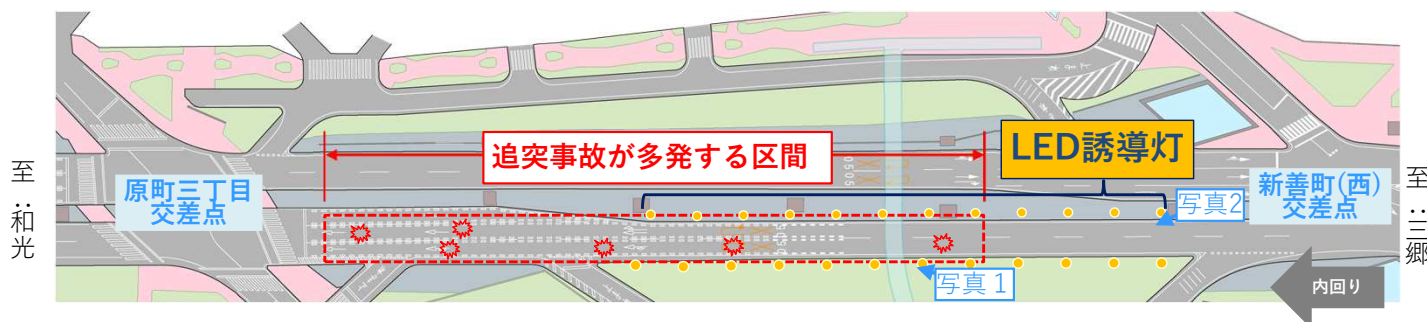 至:和光
原町三丁目
交差点
追突事故が多発する区間
LED誘導灯
写真2
写真1
新善町(西)
交差点
至:三郷
内回り